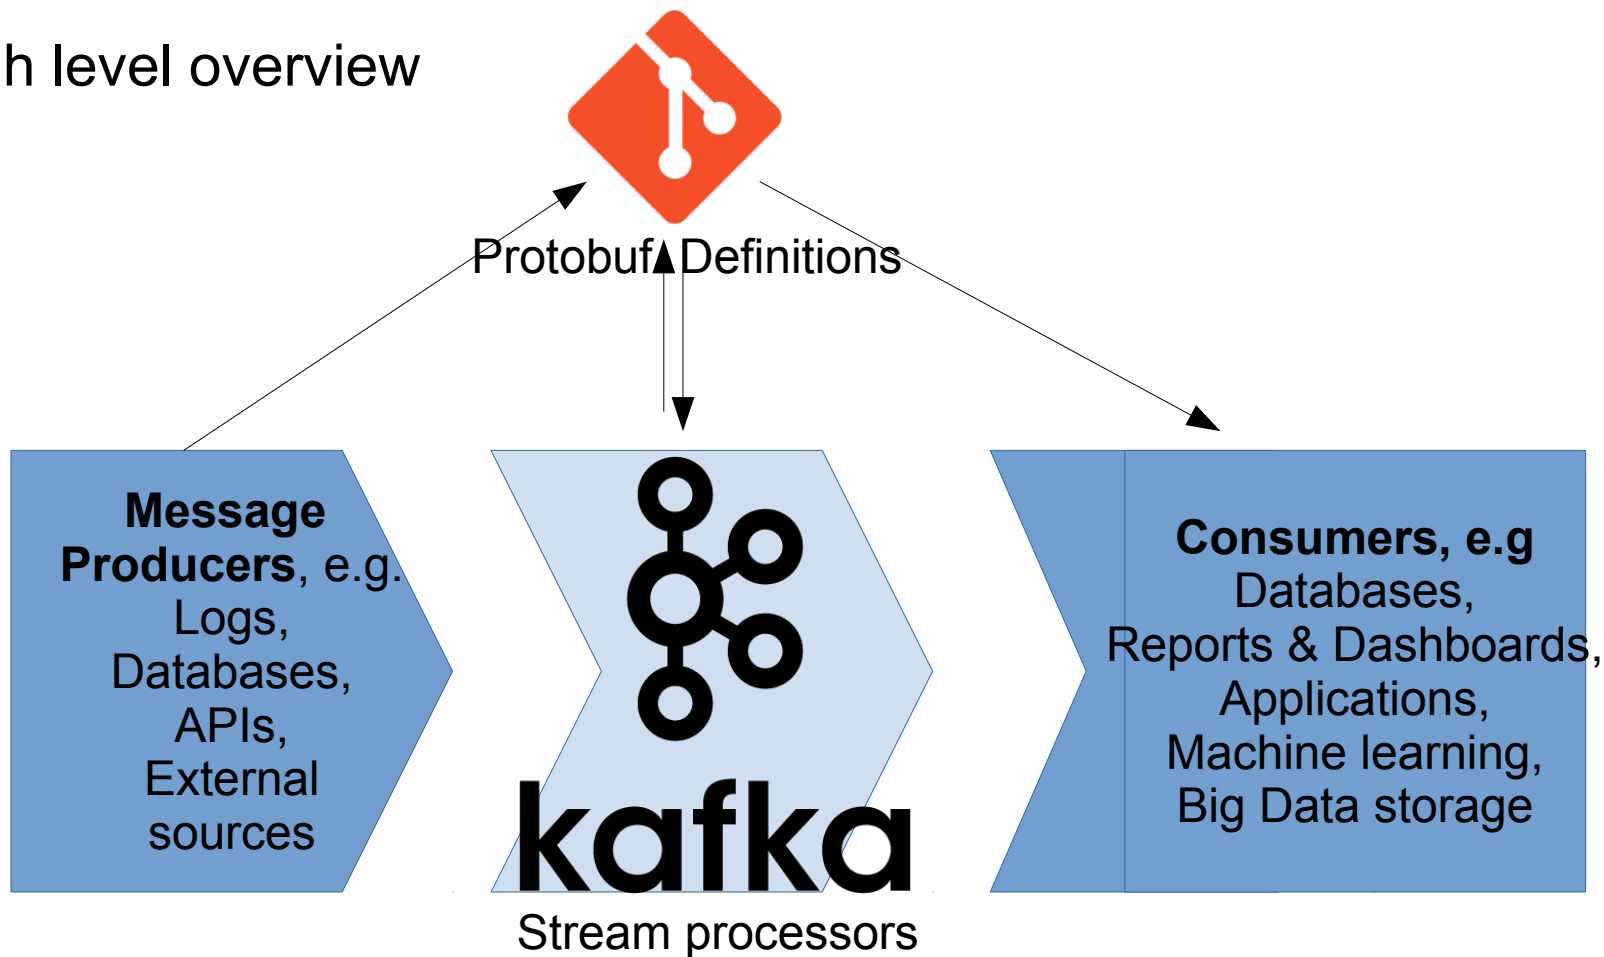 h level overview
Protobuf Definitions
Message
Producers, e.g.
Logs,
Databases,
APIs,
External
sources
kafka
Stream processors
Consumers, e.g
Databases,
Reports & Dashboards,
Applications,
Machine learning,
Big Data storage